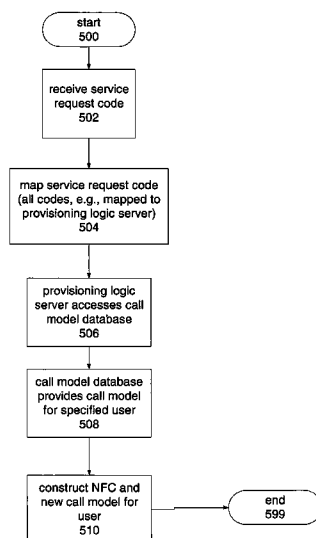 start
500
receive service
request code
502
map service request code
(all codes, e.g., mapped to
provisioning logic server)
504
provisioning logic
server accesses call
model database
506
call model database
provides call model
for specified user
508
construct NFC and
new call model for
user
510
end
599